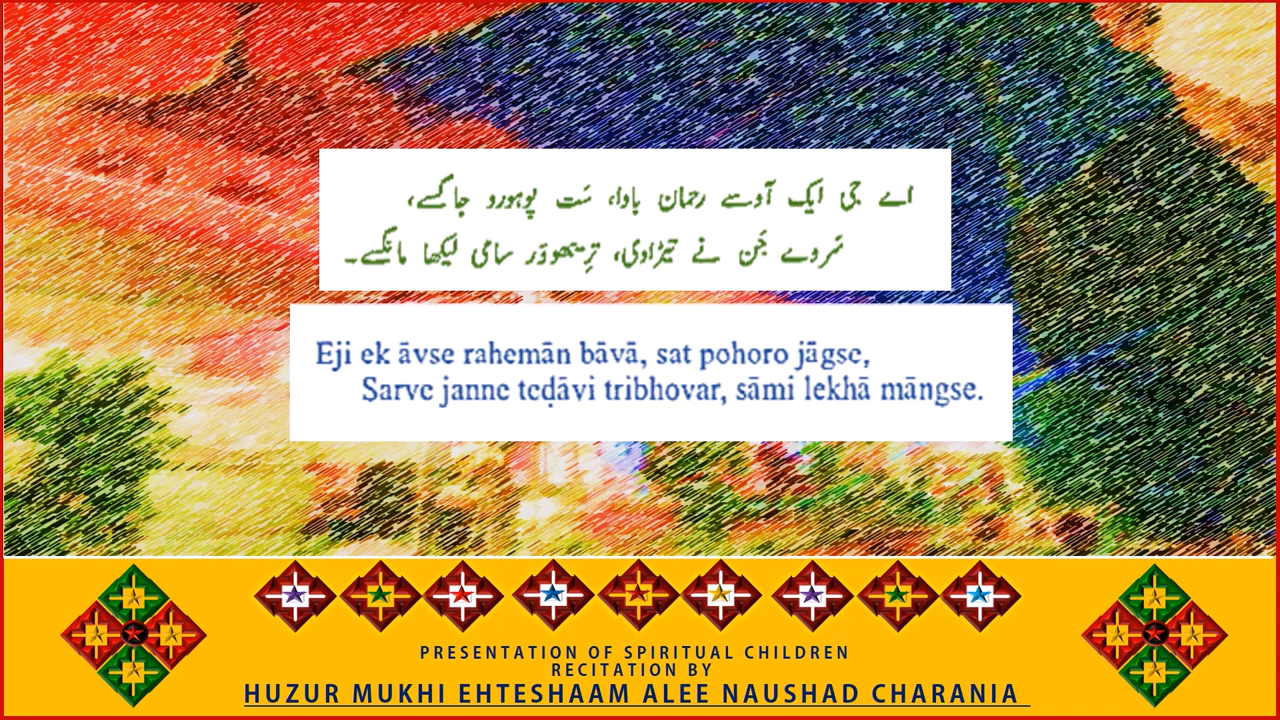 اے جی ایک آوسے رحمان باوا، سَت پوہورو جاگسے،
سَروے جَن نے تیڑاوی، تِرِبھووَر سامی لیکھا مانگسے۔
Eji ek āvse rahemān bāvā, sat pohoro jāgse,
Sarve janne teḍāvi tribhovar, sāmi lekhā māngse.
PRESENTATION OF SPIRITUAL CHILDREN
RECITATION BY
HUZUR MUKHI EHTESHAAM ALEE NAUSHAD CHARANIA